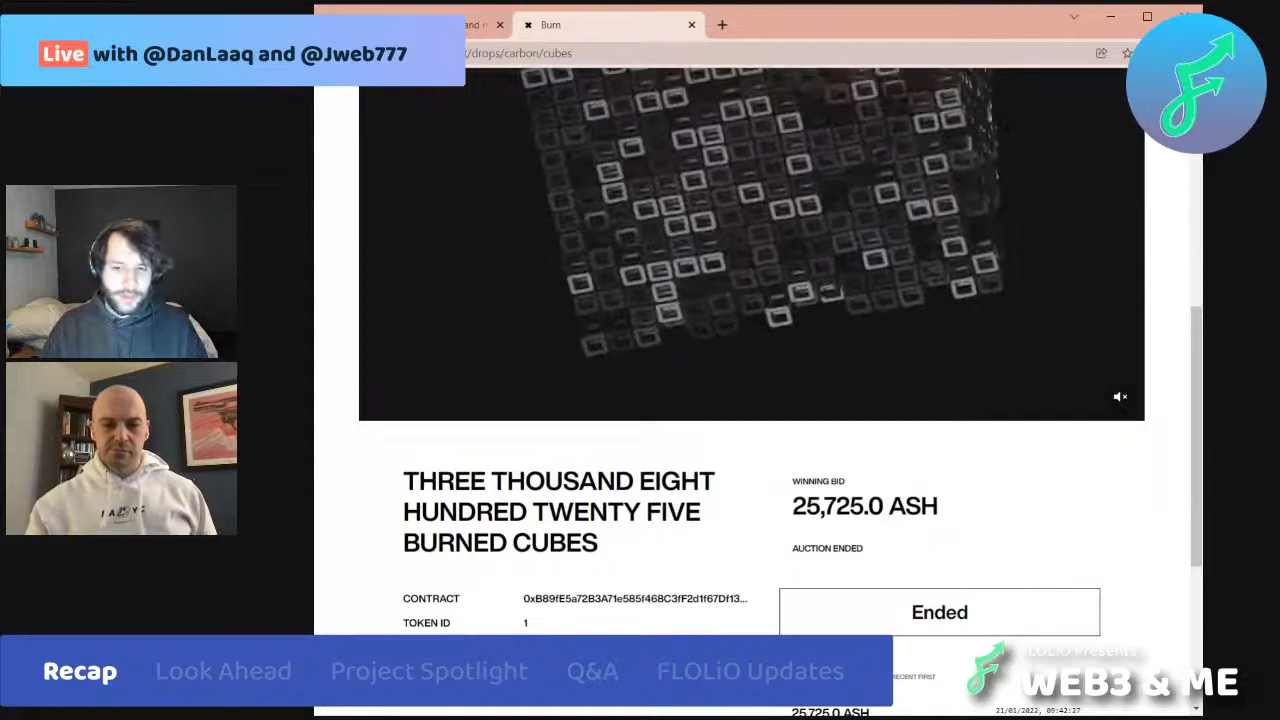 Live with @DanLaaq and @Jweb777
Burn
t/drops/carbon/cubes
THREE THOUSAND EIGHT
HUNDRED TWENTY FIVE
BURNED CUBES
WINNING BID
25,725.0 ASH
AUCTION ENDED
CONTRACT
TOKEN ID 1
Ended
RECENT FIRST
25,725.0 ASH
21/01/2022, 09:42:27
Recap Look Ahead Project Spotlight Q&A FLOLiO Updates
Presents
WEB3 & ME